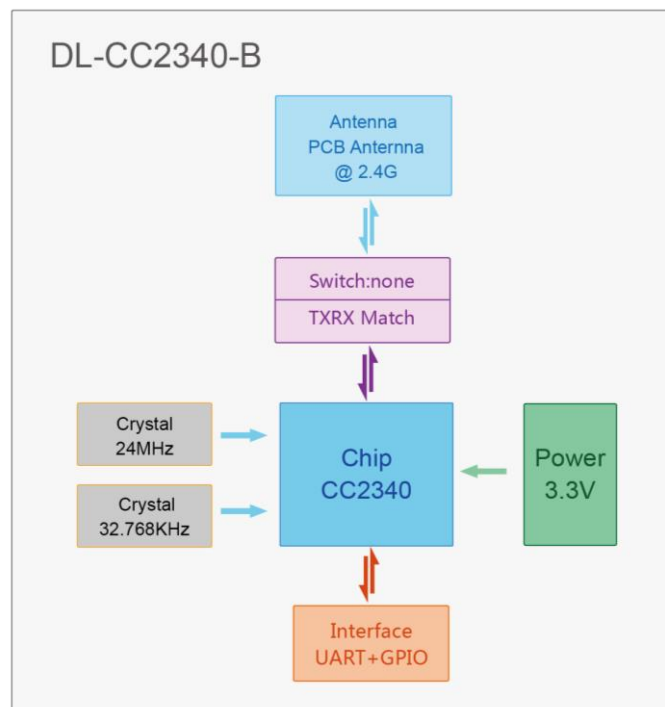 DL-CC2340-B
Antenna
PCB Anternna
@ 2.4G
Switch:none
TXRX Match
Crystal
24MHz
Crystal
32.768KHz
Chip
CC2340
Power
3.3V
Interface
UART+GPIO